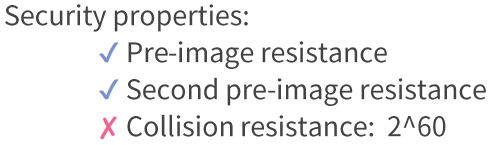 Security properties:
✓ Pre-image resistance
✓ Second pre-image resistance
✗ Collision resistance: 2^60